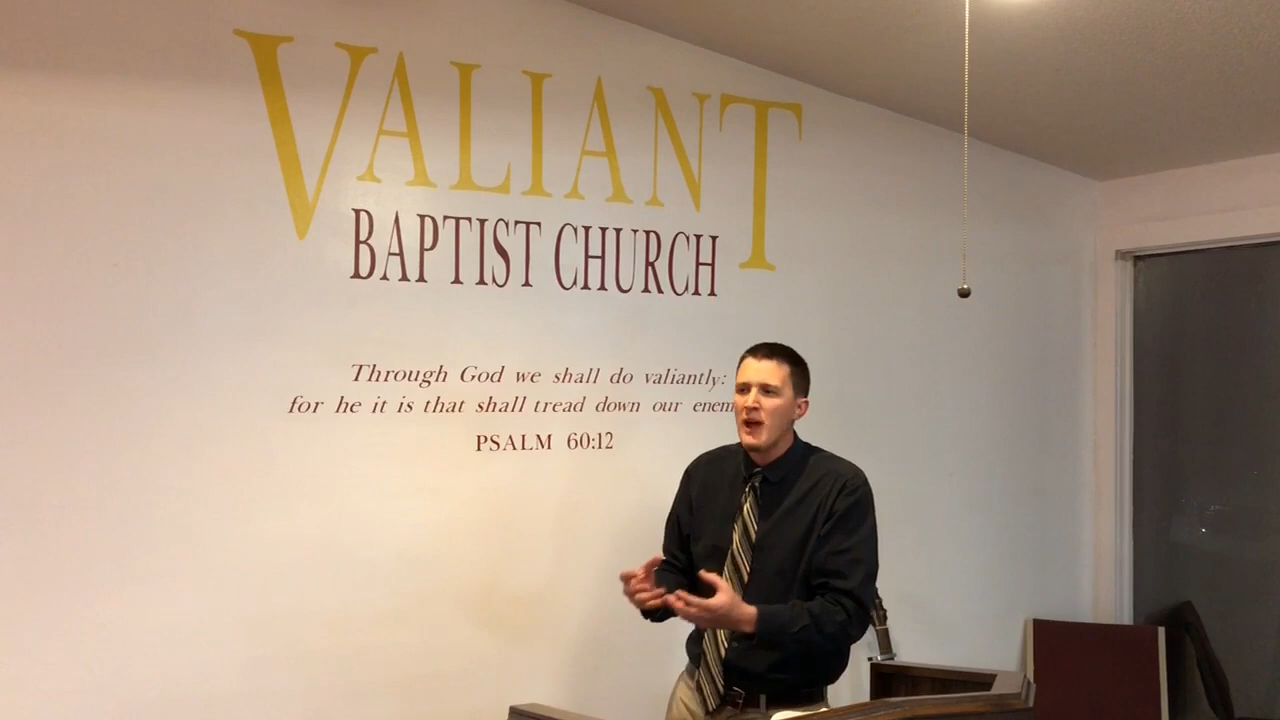 VALIANT
BAPTIST CHURCH
Through God we shall do valiantly:
for he it is that shall tread down our
PSALM 60:12